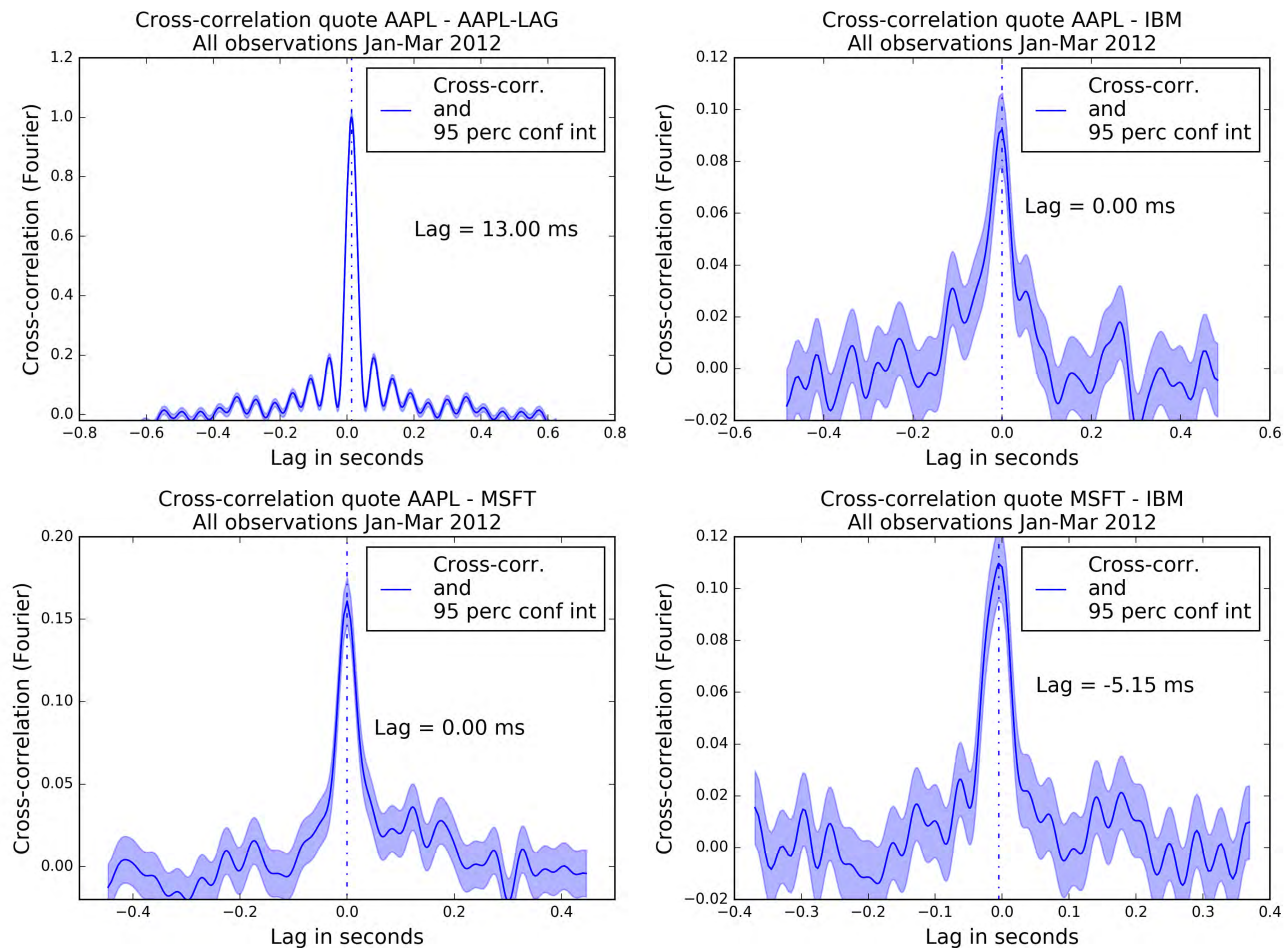 Cross-correlation quote AAPL - AAPL-LAG
All observations Jan-Mar 2012
Cross-correlation (Fourier)
1.2
1.0
0.8
0.6
0.4
0.2
0.0
Cross-corr.
and
95 perc conf int
Lag = 13.00 ms
−0.8 −0.6 −0.4 −0.2 0.0 0.2 0.4 0.6 0.8
Lag in seconds
Cross-correlation quote AAPL - IBM
All observations Jan-Mar 2012
Cross-correlation (Fourier)
0.12
0.10
0.08
0.06
0.04
0.02
0.00
−0.02
Cross-corr.
and
95 perc conf int
Lag = 0.00 ms
−0.6 −0.4 −0.2 0.0 0.2 0.4 0.6
Lag in seconds
Cross-correlation quote AAPL - MSFT
All observations Jan-Mar 2012
Cross-correlation (Fourier)
0.20
0.15
0.10
0.05
0.00
Cross-corr.
and
95 perc conf int
Lag = 0.00 ms
−0.4 −0.2 0.0 0.2 0.4
Lag in seconds
Cross-correlation quote MSFT - IBM
All observations Jan-Mar 2012
Cross-correlation (Fourier)
0.12
0.10
0.08
0.06
0.04
0.02
0.00
−0.02
Cross-corr.
and
95 perc conf int
Lag = -5.15 ms
−0.4 −0.3 −0.2 −0.1 0.0 0.1 0.2 0.3 0.4
Lag in seconds